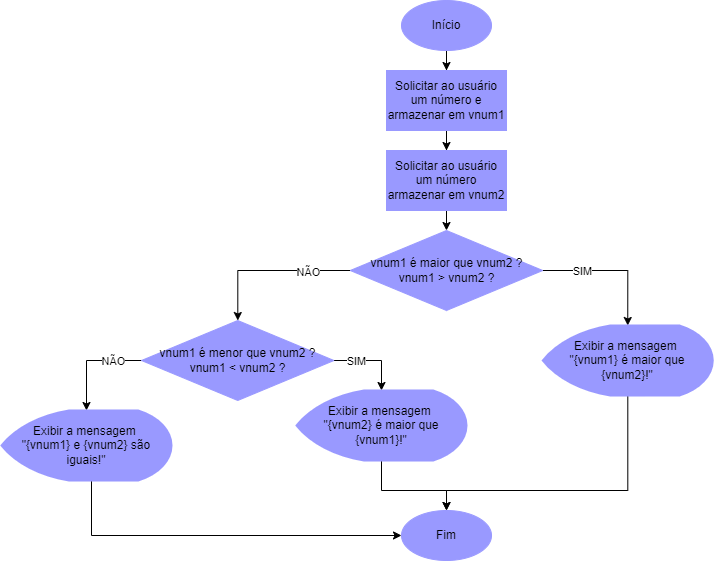 Início
Solicitar ao usuário
um número e
armazenar em vnum1
Solicitar ao usuário
um número
armazenar em vnum2
vnum1 é maior que vnum2 ?
vnum1 > vnum2 ?
NÃO
SIM
vnum1 é menor que vnum2 ?
vnum1 < vnum2 ?
Exibir a mensagem
"{vnum1} é maior que
{vnum2}!"
NÃO
SIM
Exibir a mensagem
"{vnum1} e {vnum2} são
iguais!"
Exibir a mensagem
"{vnum2} é maior que
{vnum1}!"
Fim